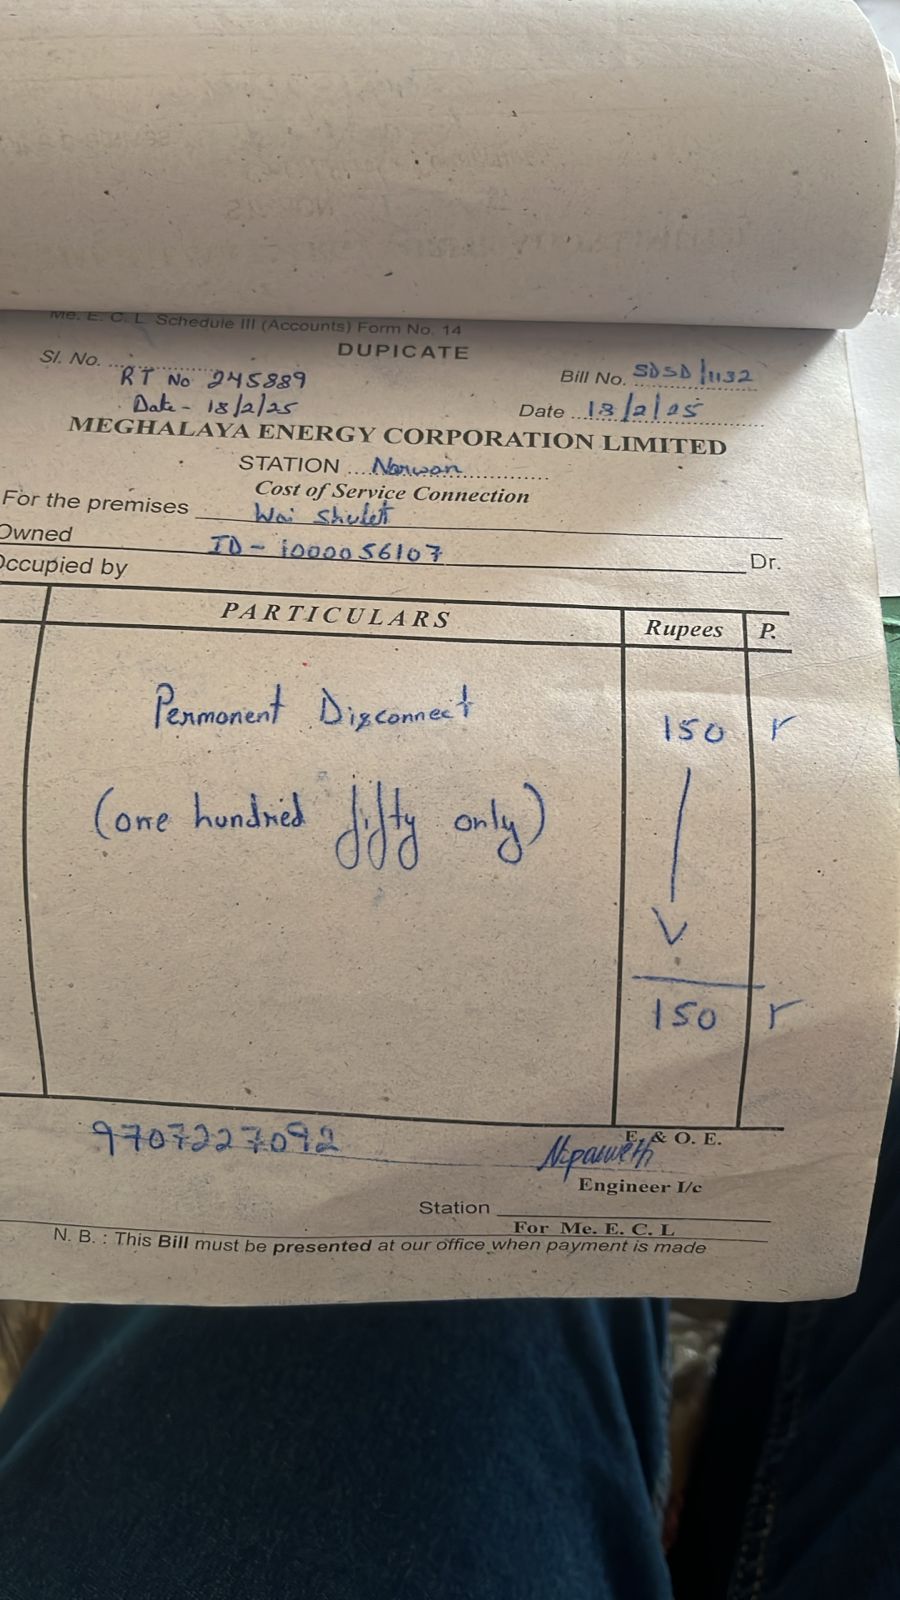 Me. E. C. L. Schedule III (Accounts) Form No. 14
DUPICATE
Sl. No. RT No 245889
Bill No. SDSD/1132
Date - 18/2/25
Date 18/2/25
MEGHALAYA ENERGY CORPORATION LIMITED
STATION Narwan
Cost of Service Connection
For the premises Wai Shulet
Owned
ID - 1000056107
Occupied by Dr.
PARTICULARS Rupees P.
Permonent Disconnect 150 r
(one hundred fifty only)
150 r
9707227092
E. & O. E.
Engineer I/c
Station
For Me. E. C. L
N. B. : This Bill must be presented at our office when payment is made